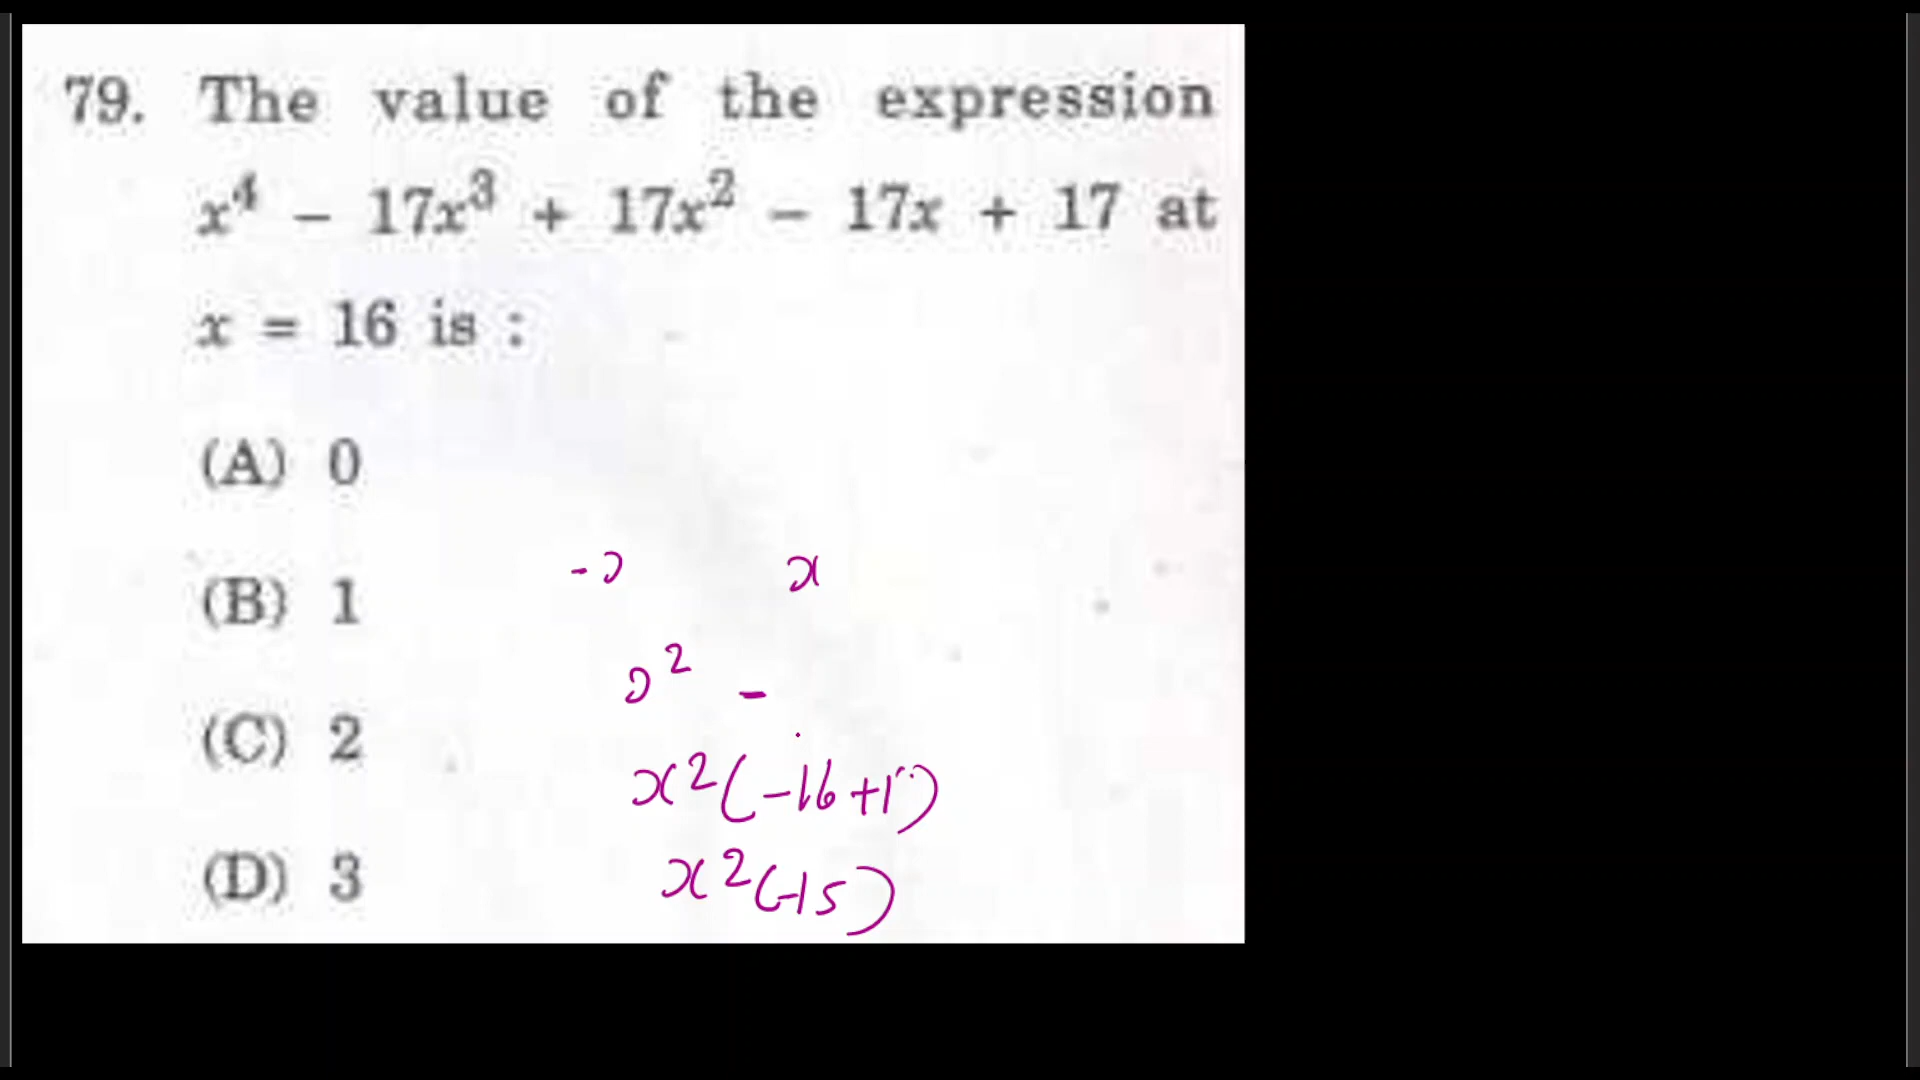 79. The value of the expression
x⁴ – 17x³ + 17x² – 17x + 17 at
x = 16 is :
(A) 0
(B) 1
(C) 2
(D) 3
x
2 -
x²(-16+1)
x²(-15)